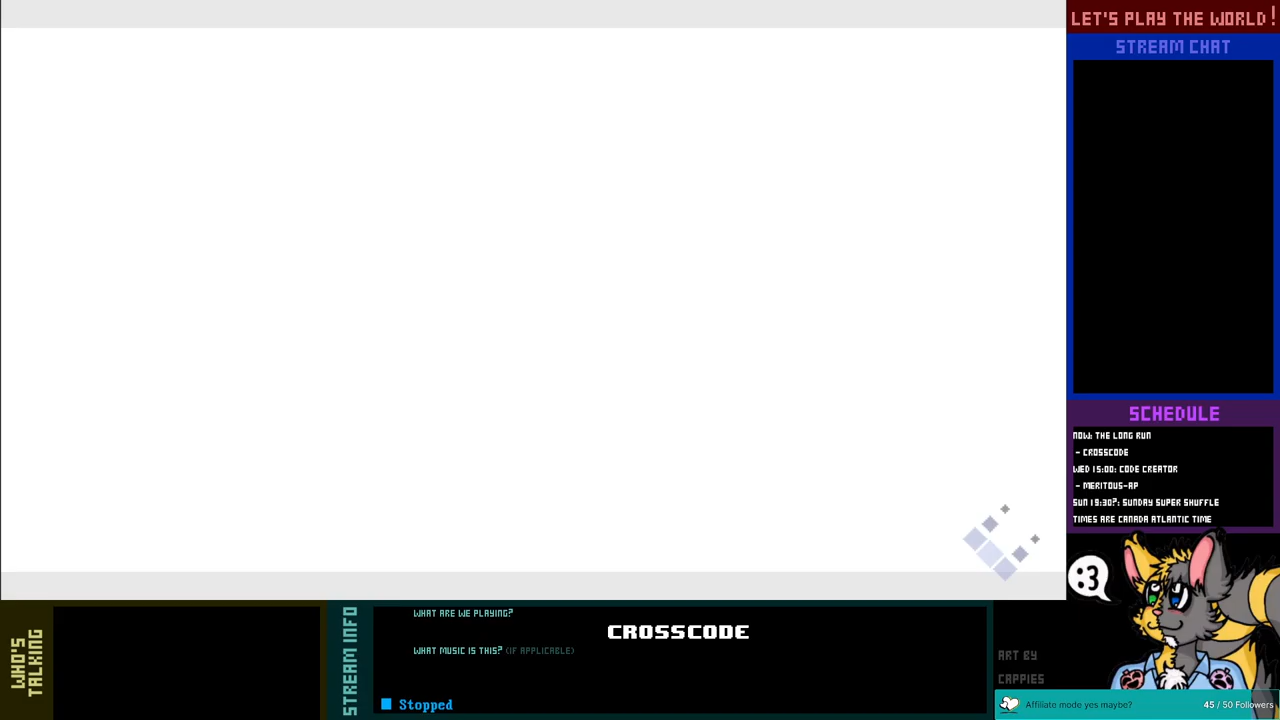 LET'S PLAY THE WORLD!
STREAM CHAT
SCHEDULE
NOW: THE LONG RUN
- CROSSCODE
WED 15:00: CODE CREATOR
- MERITOUS-AP
SUN 19:30?: SUNDAY SUPER SHUFFLE
TIMES ARE CANADA ATLANTIC TIME
:3
WHO'S TALKING
STREAM INFO
WHAT ARE WE PLAYING?
CROSSCODE
WHAT MUSIC IS THIS? (IF APPLICABLE)
Stopped
ART BY
CAPPIES
Affiliate mode yes maybe? 45 / 50 Followers